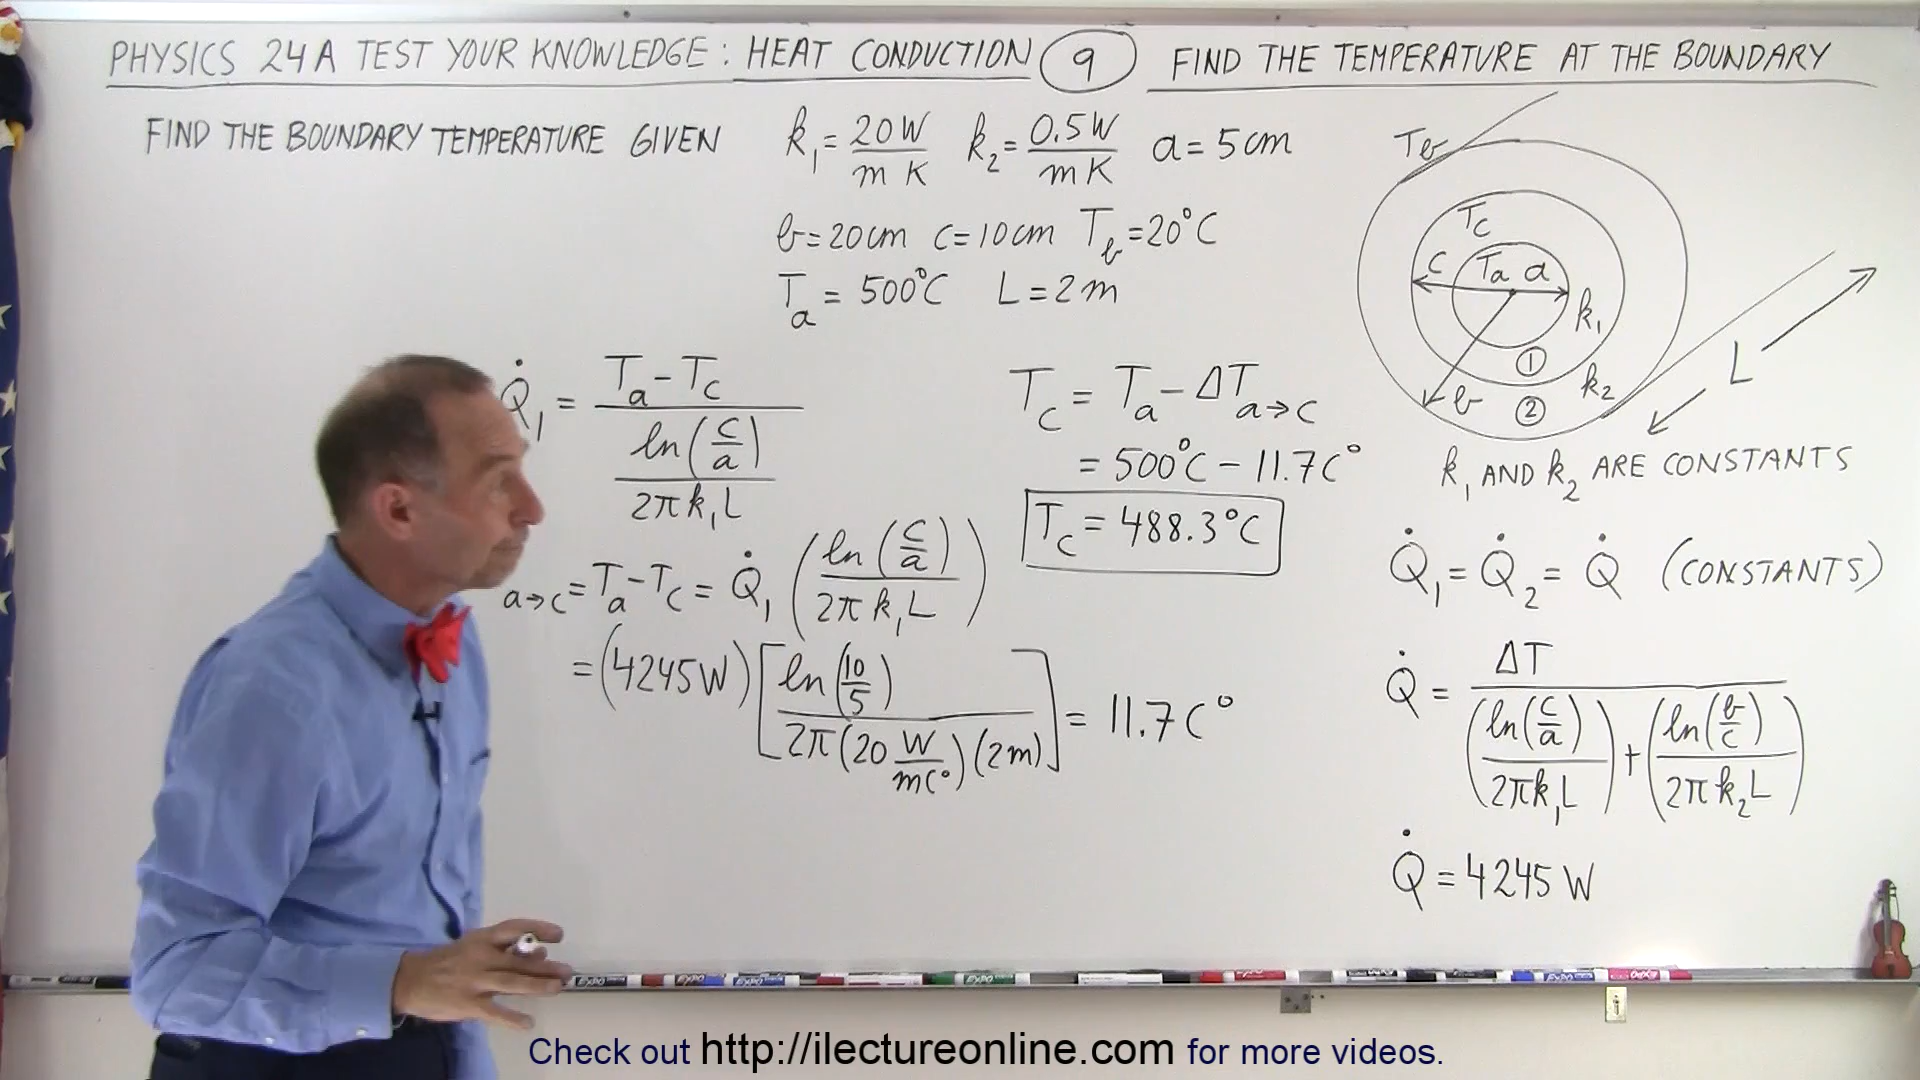 PHYSICS 24A TEST YOUR KNOWLEDGE: HEAT CONDUCTION 9 FIND THE TEMPERATURE AT THE BOUNDARY
FIND THE BOUNDARY TEMPERATURE GIVEN k₁ = 20W/(m K) k₂ = 0.5W/(m K) a = 5cm
b = 20cm c = 10cm T_b = 20°C
T_a = 500°C L = 2m
T_b
T_c
c T_a a
k₁
①
b k₂
②
L
k₁ AND k₂ ARE CONSTANTS
Q̇₁ = (T_a - T_c) / (ln(c/a) / 2πk₁L)
a→c = T_a - T_c = Q̇₁ (ln(c/a) / 2πk₁L)
= (4245W) [ln(10/5) / 2π(20 W/mC°)(2m)] = 11.7C°
T_c = T_a - ΔT_a→c
= 500°C - 11.7C°
T_c = 488.3°C
Q̇₁ = Q̇₂ = Q̇ (CONSTANTS)
Q̇ = ΔT / ((ln(c/a) / 2πk₁L) + (ln(b/c) / 2πk₂L))
Q̇ = 4245 W
Check out http://ilectureonline.com for more videos.